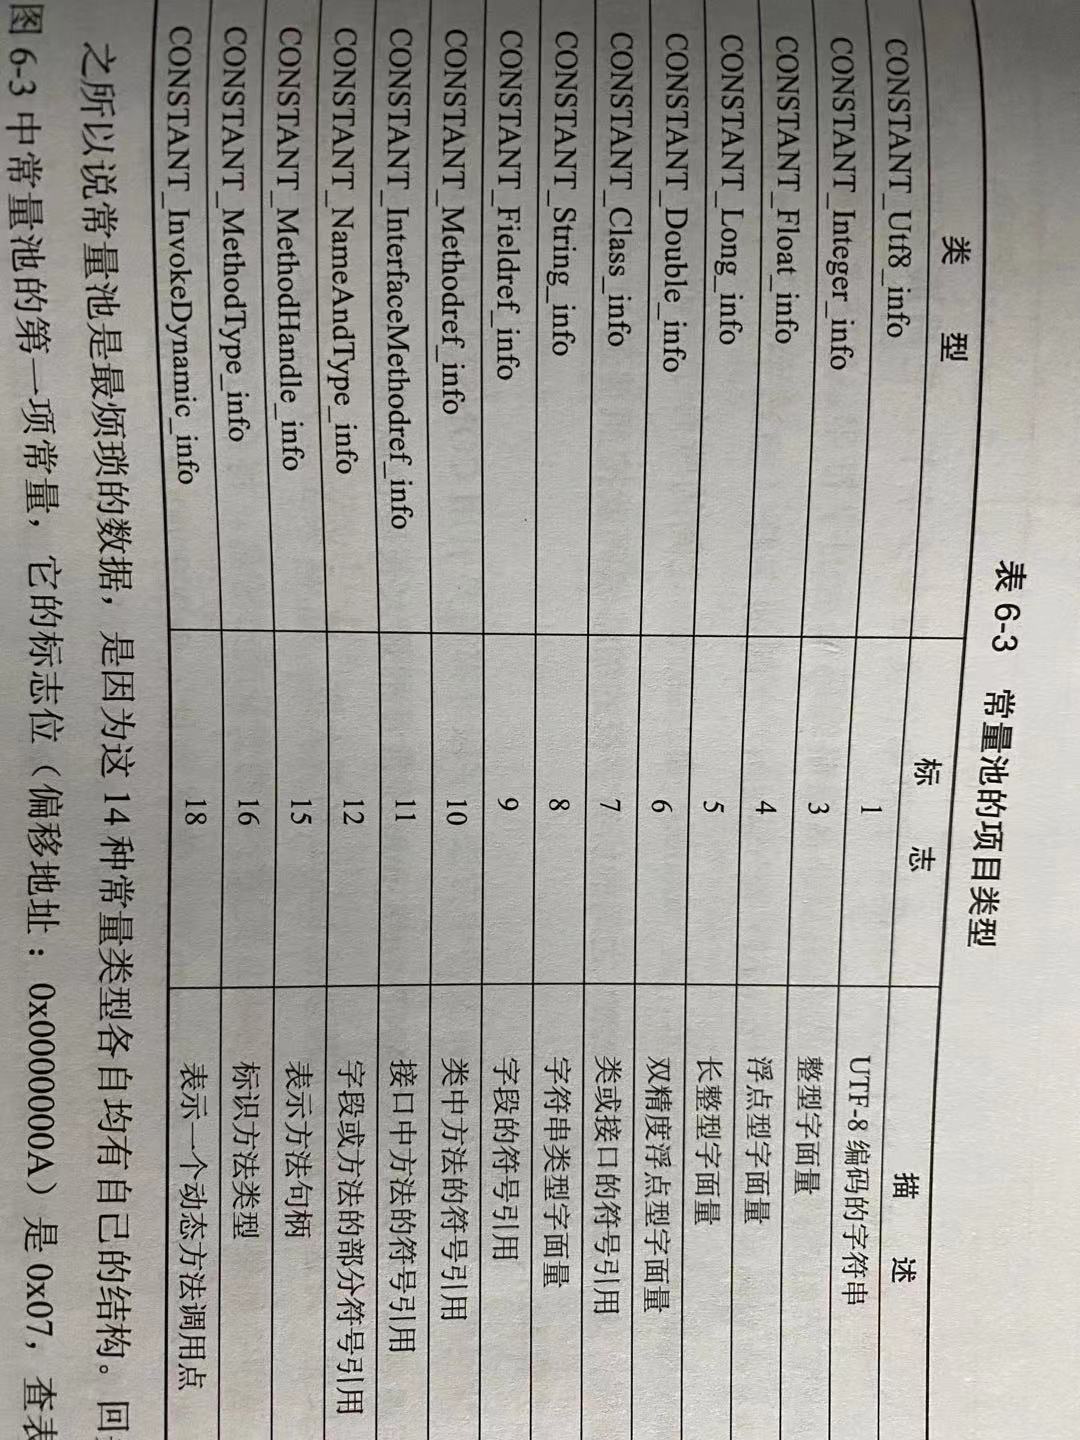 表 6-3 常量池的项目类型
类 型 标 志 描 述
CONSTANT_Utf8_info 1 UTF-8 编码的字符串
CONSTANT_Integer_info 3 整型字面量
CONSTANT_Float_info 4 浮点型字面量
CONSTANT_Long_info 5 长整型字面量
CONSTANT_Double_info 6 双精度浮点型字面量
CONSTANT_Class_info 7 类或接口的符号引用
CONSTANT_String_info 8 字符串类型字面量
CONSTANT_Fieldref_info 9 字段的符号引用
CONSTANT_Methodref_info 10 类中方法的符号引用
CONSTANT_InterfaceMethodref_info 11 接口中方法的符号引用
CONSTANT_NameAndType_info 12 字段或方法的部分符号引用
CONSTANT_MethodHandle_info 15 表示方法句柄
CONSTANT_MethodType_info 16 标识方法类型
CONSTANT_InvokeDynamic_info 18 表示一个动态方法调用点
之所以说常量池是最烦琐的数据，是因为这 14 种常量类型各自均有自己的结构。回
图 6-3 中常量池的第一项常量，它的标志位（偏移地址：0x0000000A）是 0x07，查表